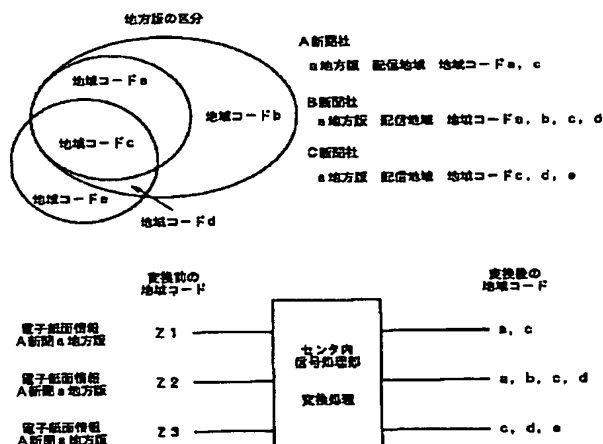 地方版の区分
A新聞社
a地方版 配信地域 地域コードa, c
地域コードa
地域コードb
B新聞社
a地方版 配信地域 地域コードa, b, c, d
地域コードc
C新聞社
a地方版 配信地域 地域コードc, d, e
地域コードe
地域コードd
変換前の
地域コード
変換後の
地域コード
電子紙面情報
A新聞a地方版
Z1
センタ内
信号処理部
変換処理
a, c
電子紙面情報
A新聞a地方版
Z2
a, b, c, d
電子紙面情報
A新聞a地方版
Z3
c, d, e